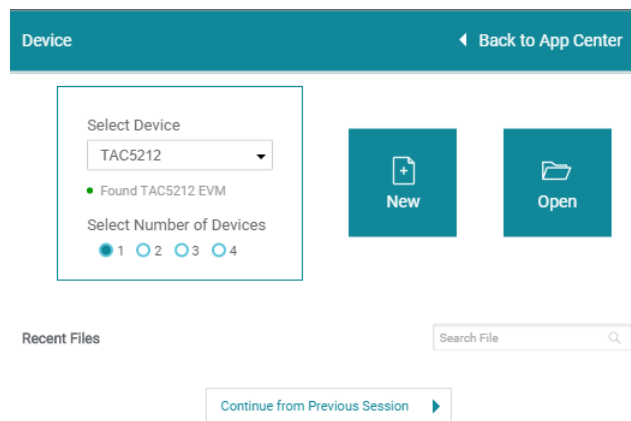 Device
Back to App Center
Select Device
TAC5212
Found TAC5212 EVM
Select Number of Devices
1 2 3 4
New
Open
Recent Files
Search File
Continue from Previous Session